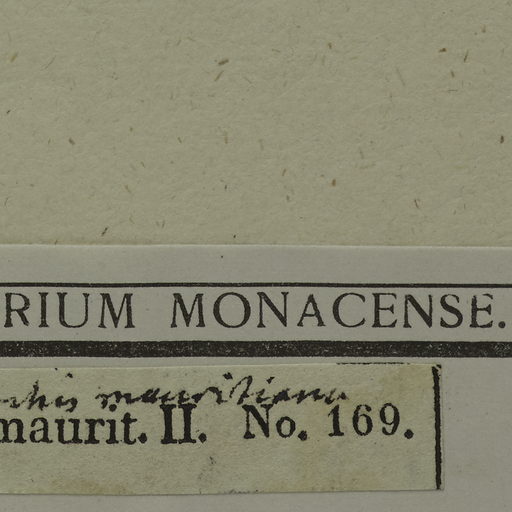 RIUM MONACENSE.
mauritiana.
maurit. II. No. 169.